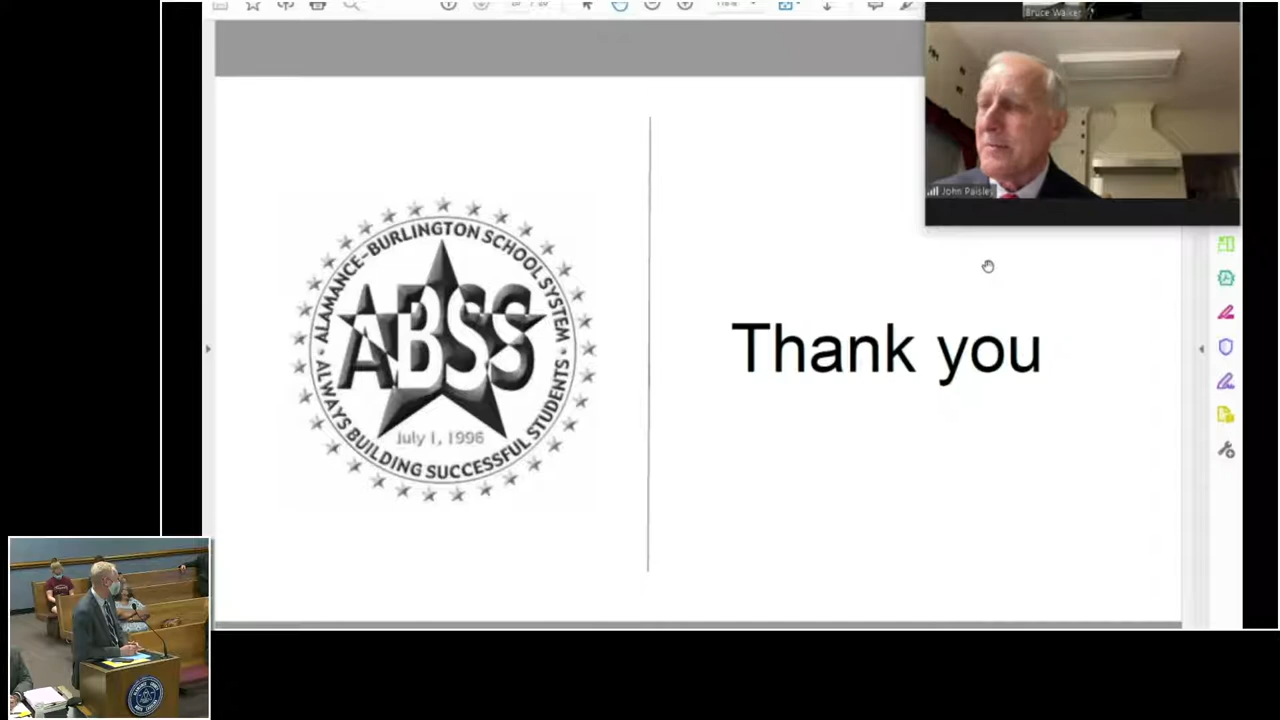 Bruce Walker
John Paisley
ALAMANCE-BURLINGTON SCHOOL SYSTEM
ABSS
July 1, 1996
ALWAYS BUILDING SUCCESSFUL STUDENTS
Thank you